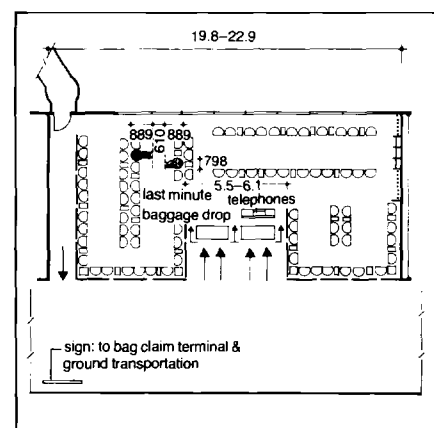 19.8–22.9
889
610
889
798
5.5–6.1
last minute
baggage drop
telephones
sign: to bag claim terminal &
ground transportation